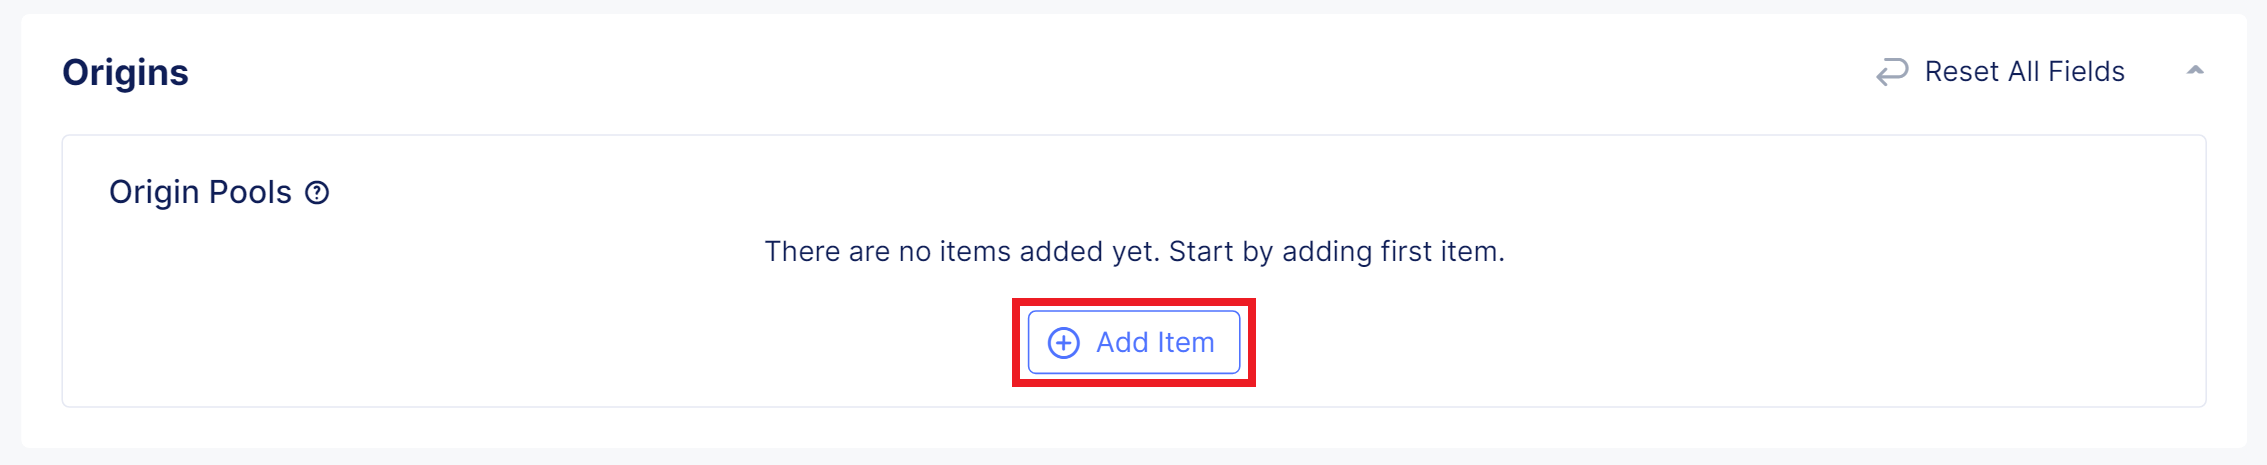 Origins
Reset All Fields
Origin Pools
There are no items added yet. Start by adding first item.
Add Item